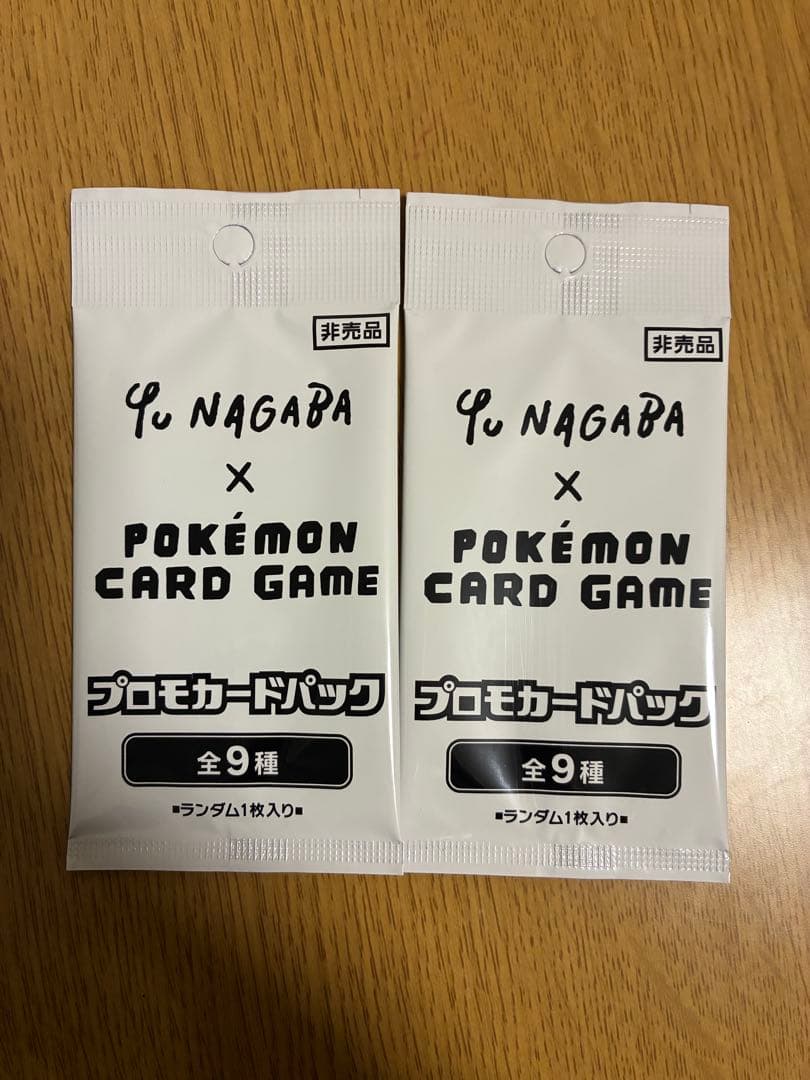 非売品
Yu NAGABA
×
POKÉMON
CARD GAME
プロモカードパック
全9種
■ランダム1枚入り■
非売品
Yu NAGABA
×
POKÉMON
CARD GAME
プロモカードパック
全9種
■ランダム1枚入り■